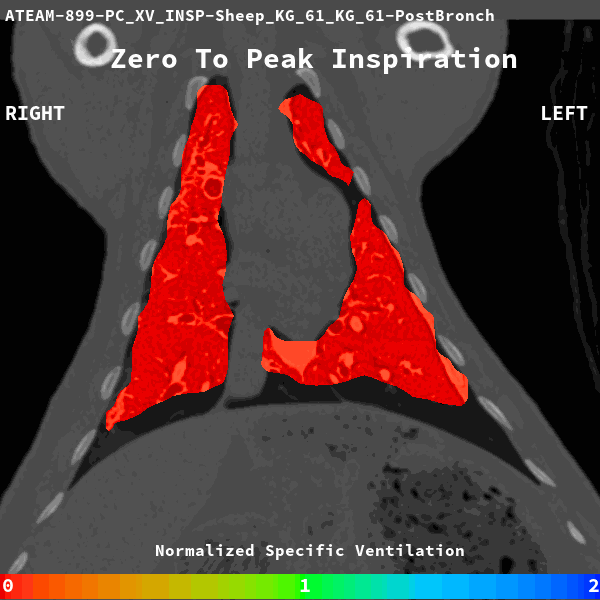 ATEAM-899-PC_XV_INSP-Sheep_KG_61_KG_61-PostBronch
Zero To Peak Inspiration
RIGHT
LEFT
Normalized Specific Ventilation
0 1 2